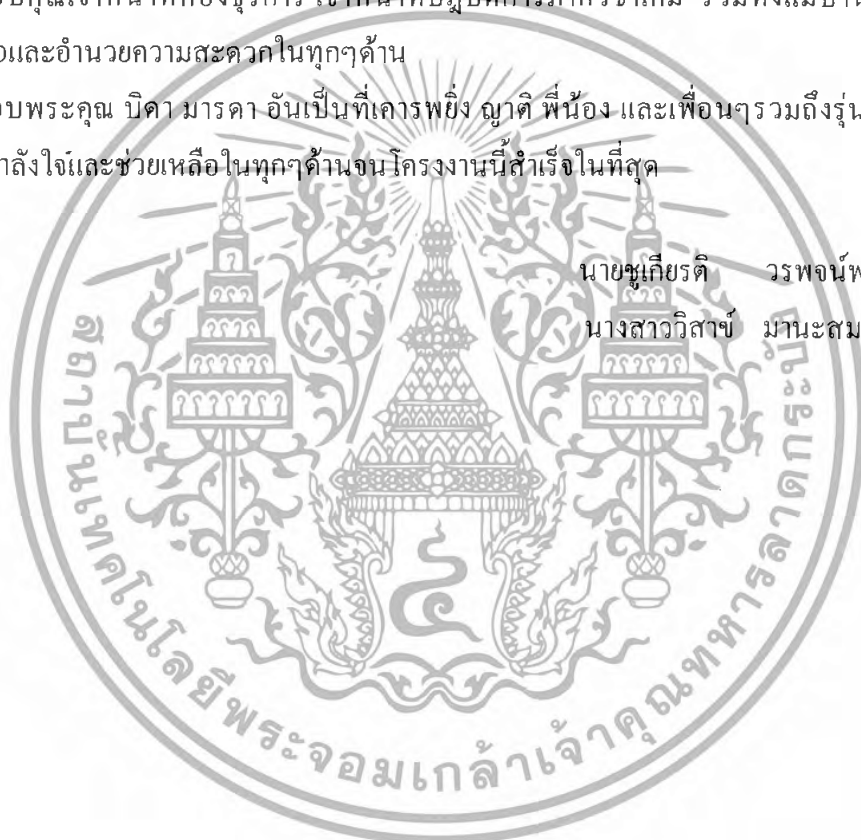 และอำนวยความสะดวกในทุกๆด้าน
บพระคุณ บิดา มารดา อันเป็นที่เคารพยิ่ง ญาติ พี่น้อง และเพื่อนๆรวมถึงรุ่น
าลังใจและช่วยเหลือในทุกๆด้านจนโครงงานนี้สำเร็จในที่สุด
นายชูเกียรติ วรพจน์พ
นางสาววิสาข์ มานะสม
สถาบันเทคโนโลยีพระจอมเกล้าเจ้าคุณทหารลาดกระบัง